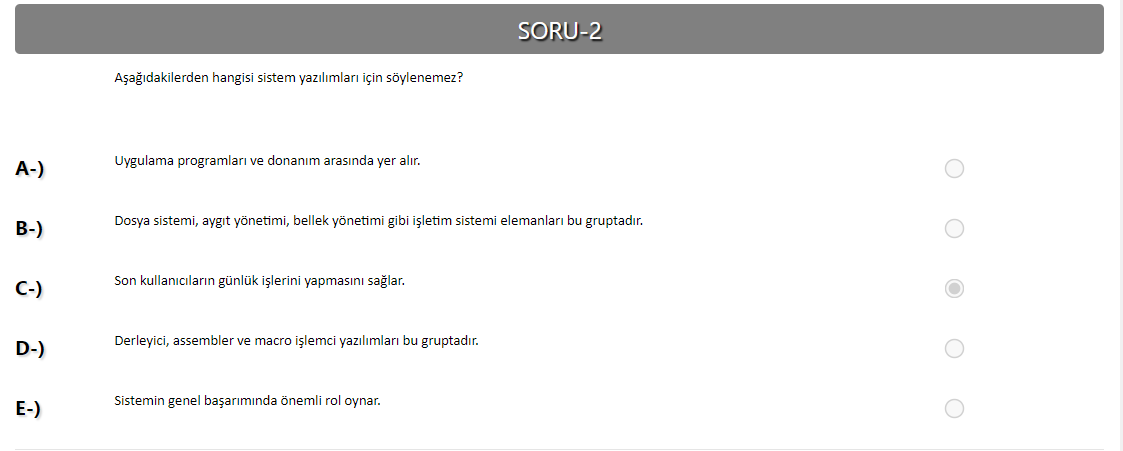 SORU-2
Aşağıdakilerden hangisi sistem yazılımları için söylenemez?
A-) Uygulama programları ve donanım arasında yer alır.
B-) Dosya sistemi, aygıt yönetimi, bellek yönetimi gibi işletim sistemi elemanları bu gruptadır.
C-) Son kullanıcıların günlük işlerini yapmasını sağlar.
D-) Derleyici, assembler ve macro işlemci yazılımları bu gruptadır.
E-) Sistemin genel başarımında önemli rol oynar.